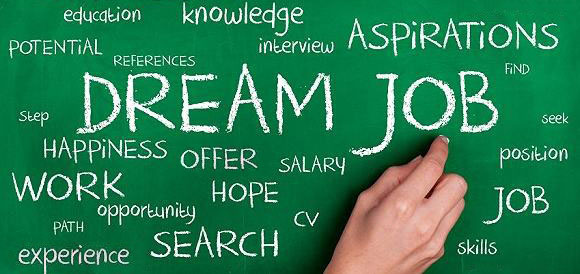 education
knowledge
ASPIRATIONS
POTENTIAL
interview
REFERENCES
FIND
DREAM JOB
Step
seek
HAPPINESS
OFFER
SALARY
position
WORK
HOPE
JOB
opportunity
CV
PATH
experience
SEARCH
skills